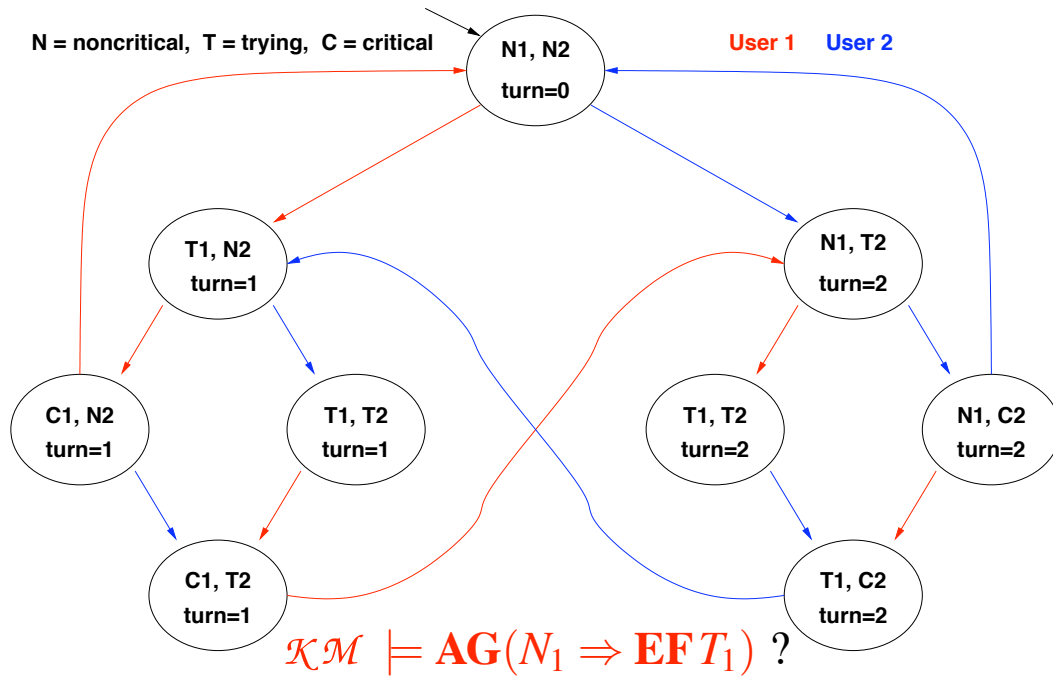 N = noncritical, T = trying, C = critical
User 1 User 2
N1, N2
turn=0
T1, N2
turn=1
N1, T2
turn=2
C1, N2
turn=1
T1, T2
turn=1
T1, T2
turn=2
N1, C2
turn=2
C1, T2
turn=1
T1, C2
turn=2
𝒦ℳ ⊨ AG(N₁ ⇒ EF T₁) ?